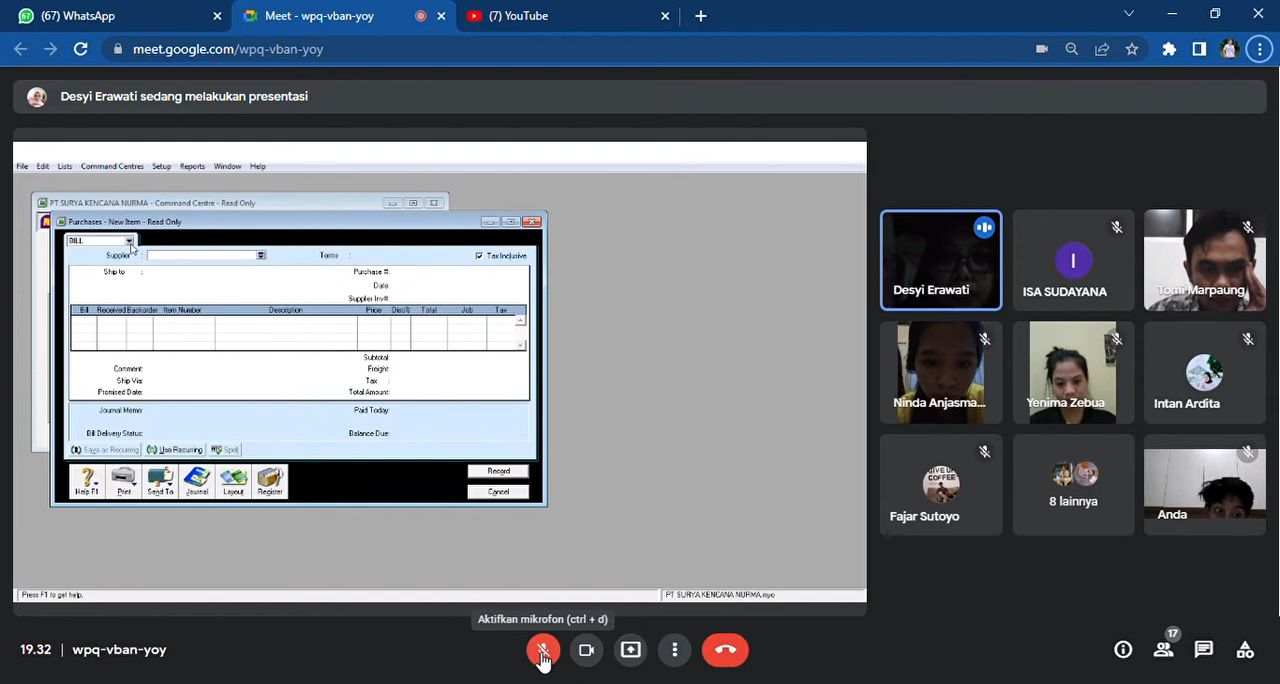 (67) WhatsApp
Meet - wpq-vban-yoy
(7) YouTube
meet.google.com/wpq-vban-yoy
Desyi Erawati sedang melakukan presentasi
File Edit Lists Command Centres Setup Reports Window Help
PT SURYA KENCANA NURMA - Command Centre - Read Only
Purchases - New Item - Read Only
BILL
Supplier :
Terms :
Tax Inclusive
Ship to :
Purchase #:
Date:
Supplier Inv#:
Bill Received Backorder Item Number Description Price Disc% Total Job Tax
Subtotal:
Comment:
Freight:
Ship Via:
Tax :
Promised Date:
Total Amount:
Journal Memo:
Paid Today:
Bill Delivery Status:
Balance Due:
Save as Recurring
Use Recurring
Spell
Help F1
Print
Send To
Journal
Layout
Register
Record
Cancel
Press F1 to get help.
PT SURYA KENCANA NURMA.myo
Desyi Erawati
I
ISA SUDAYANA
Tomi Marpaung
Ninda Anjasma...
Yenima Zebua
Intan Ardita
GIVE UP
COFFEE
Fajar Sutoyo
8 lainnya
Anda
Aktifkan mikrofon (ctrl + d)
19.32 | wpq-vban-yoy
17